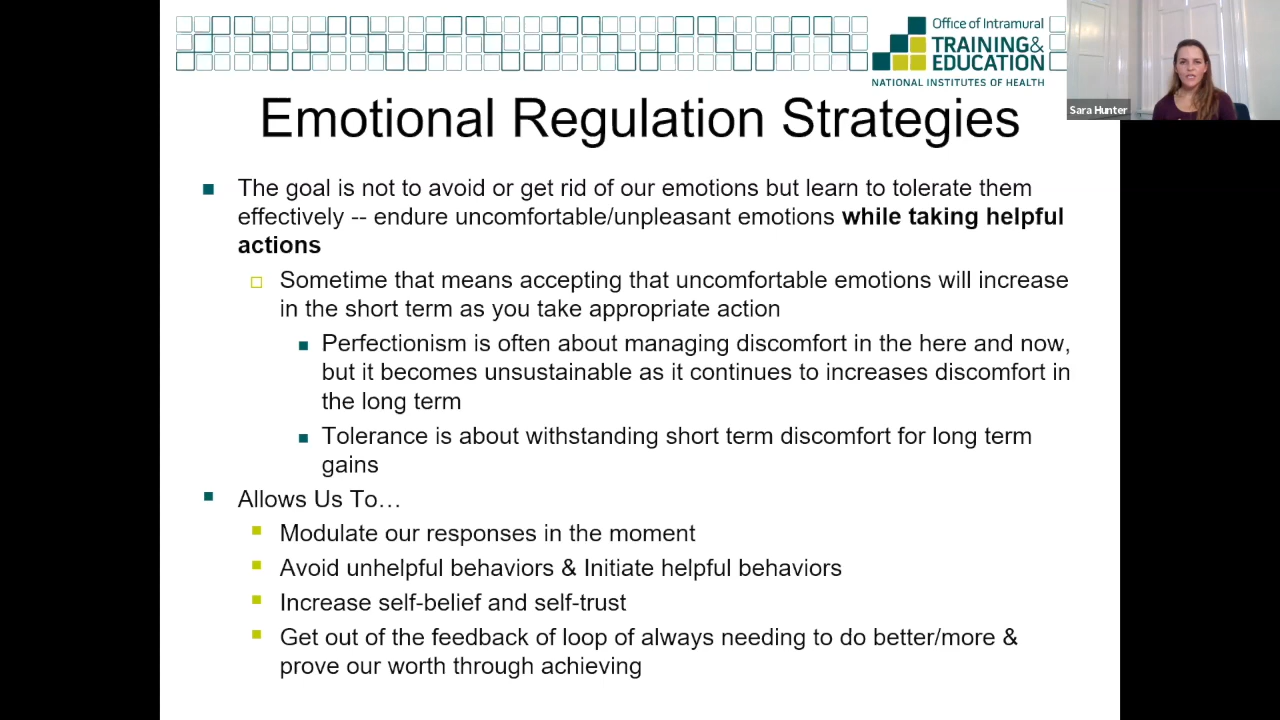 Office of Intramural
TRAINING&
EDUCATION
NATIONAL INSTITUTES OF HEALTH
Sara Hunter
Emotional Regulation Strategies
The goal is not to avoid or get rid of our emotions but learn to tolerate them
effectively -- endure uncomfortable/unpleasant emotions while taking helpful
actions
Sometime that means accepting that uncomfortable emotions will increase
in the short term as you take appropriate action
Perfectionism is often about managing discomfort in the here and now,
but it becomes unsustainable as it continues to increases discomfort in
the long term
Tolerance is about withstanding short term discomfort for long term
gains
Allows Us To…
Modulate our responses in the moment
Avoid unhelpful behaviors & Initiate helpful behaviors
Increase self-belief and self-trust
Get out of the feedback of loop of always needing to do better/more &
prove our worth through achieving